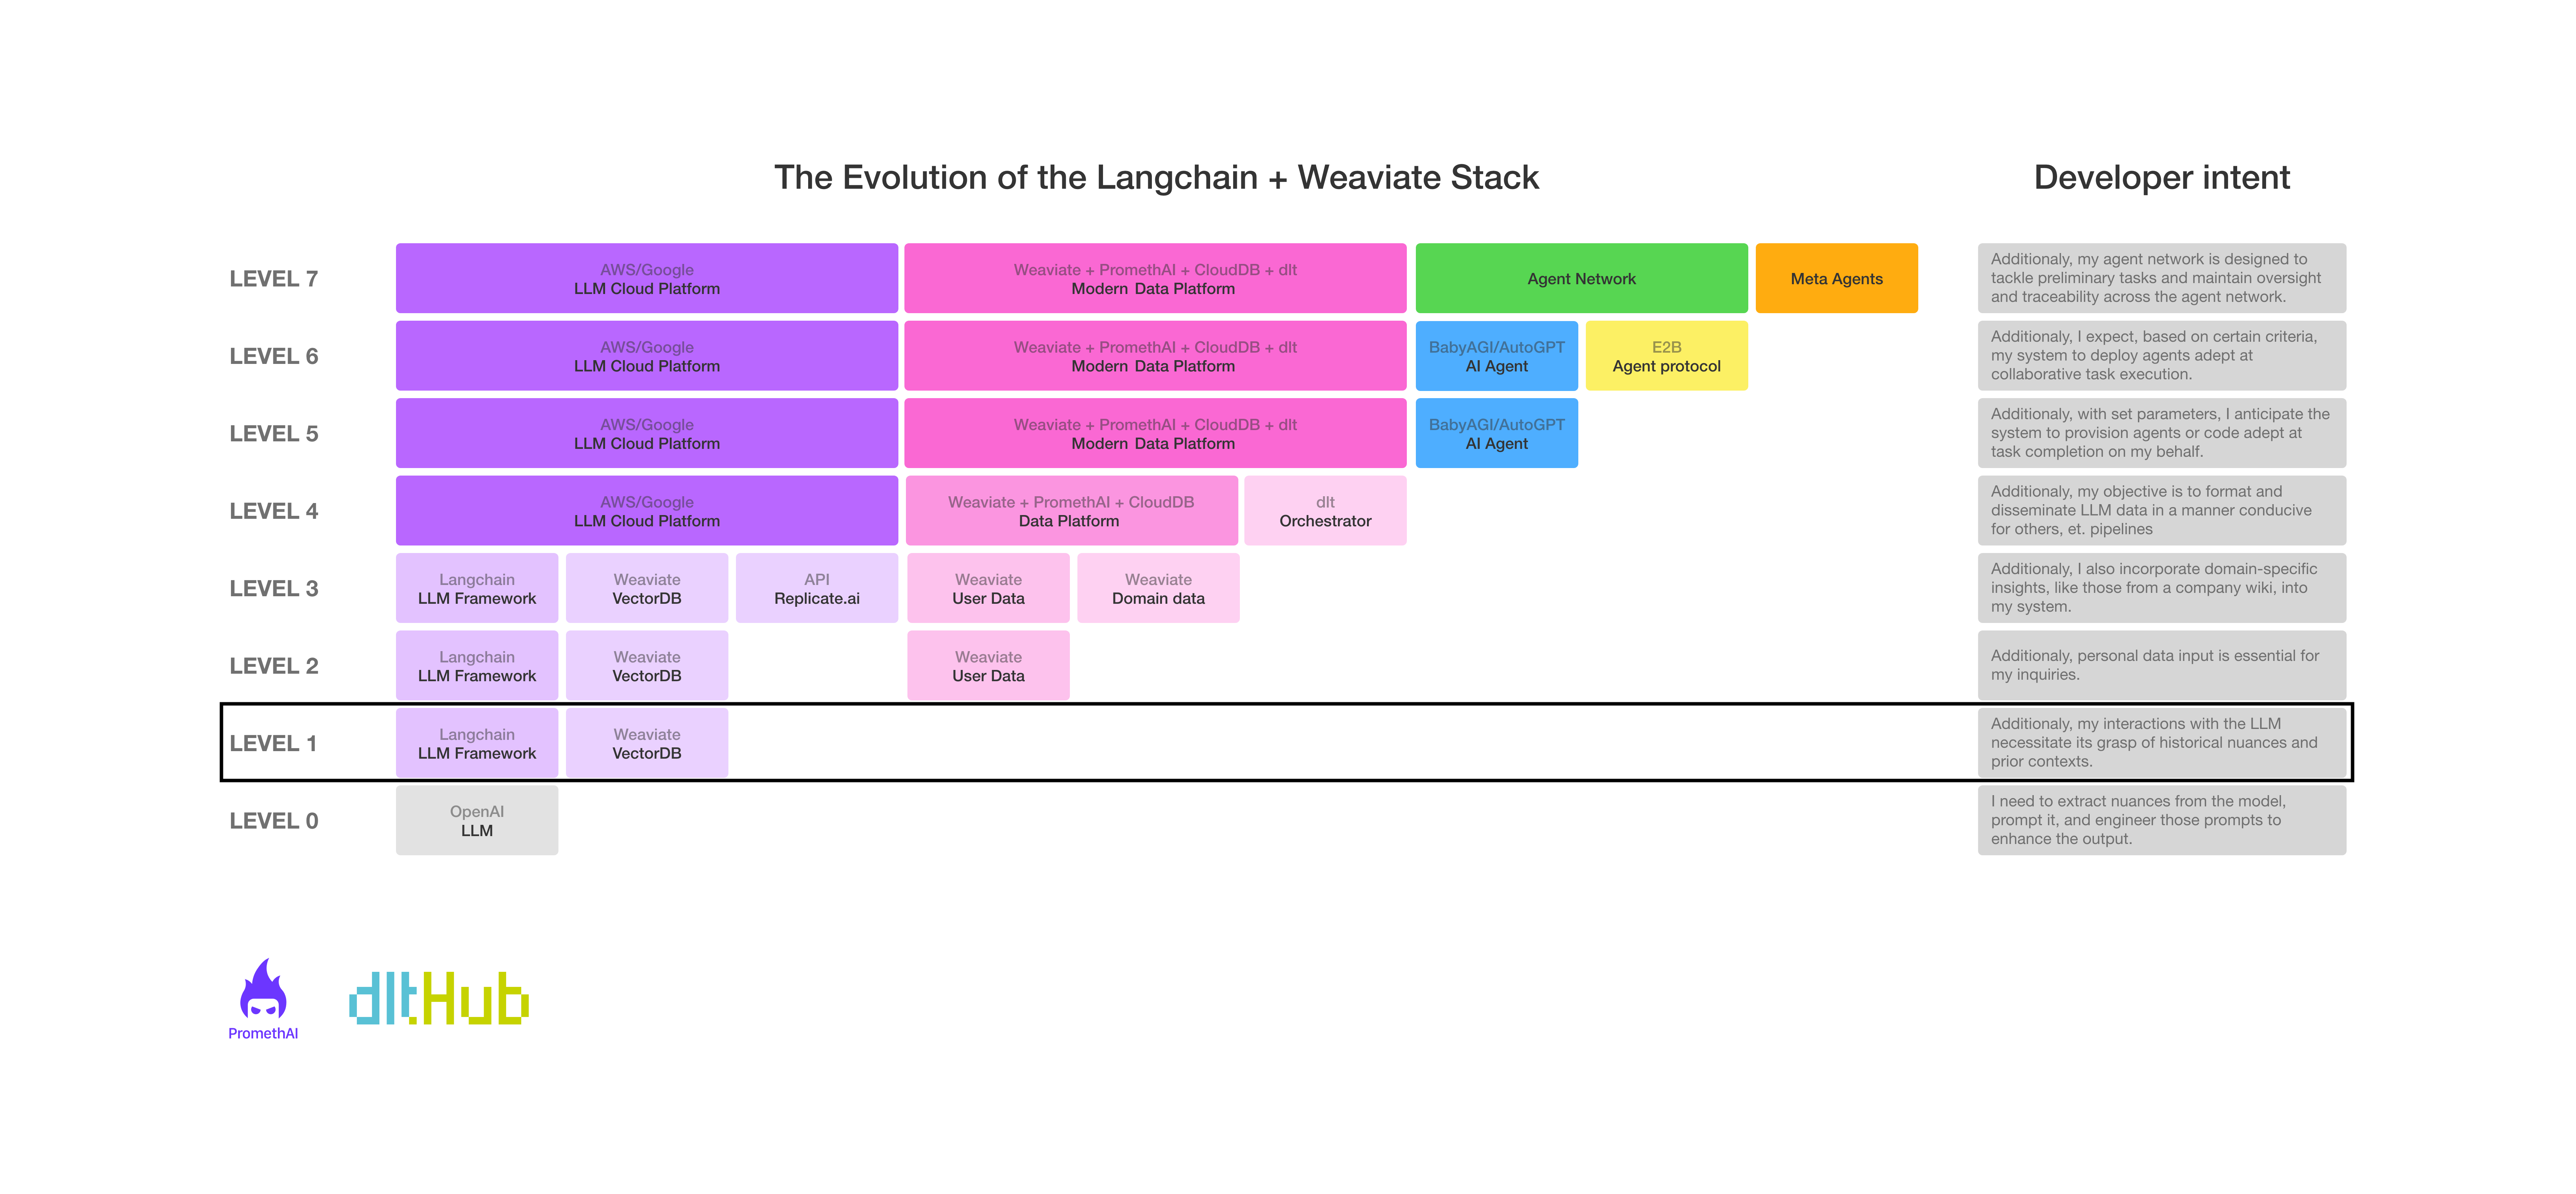 The Evolution of the Langchain + Weaviate Stack
Developer intent
LEVEL 7
AWS/Google
LLM Cloud Platform
Weaviate + PromethAI + CloudDB + dlt
Modern Data Platform
Agent Network
Meta Agents
Additionaly, my agent network is designed to
tackle preliminary tasks and maintain oversight
and traceability across the agent network.
LEVEL 6
AWS/Google
LLM Cloud Platform
Weaviate + PromethAI + CloudDB + dlt
Modern Data Platform
BabyAGI/AutoGPT
AI Agent
E2B
Agent protocol
Additionaly, I expect, based on certain criteria,
my system to deploy agents adept at
collaborative task execution.
LEVEL 5
AWS/Google
LLM Cloud Platform
Weaviate + PromethAI + CloudDB + dlt
Modern Data Platform
BabyAGI/AutoGPT
AI Agent
Additionaly, with set parameters, I anticipate the
system to provision agents or code adept at
task completion on my behalf.
LEVEL 4
AWS/Google
LLM Cloud Platform
Weaviate + PromethAI + CloudDB
Data Platform
dlt
Orchestrator
Additionaly, my objective is to format and
disseminate LLM data in a manner conducive
for others, et. pipelines
LEVEL 3
Langchain
LLM Framework
Weaviate
VectorDB
API
Replicate.ai
Weaviate
User Data
Weaviate
Domain data
Additionaly, I also incorporate domain-specific
insights, like those from a company wiki, into
my system.
LEVEL 2
Langchain
LLM Framework
Weaviate
VectorDB
Weaviate
User Data
Additionaly, personal data input is essential for
my inquiries.
LEVEL 1
Langchain
LLM Framework
Weaviate
VectorDB
Additionaly, my interactions with the LLM
necessitate its grasp of historical nuances and
prior contexts.
LEVEL 0
OpenAI
LLM
I need to extract nuances from the model,
prompt it, and engineer those prompts to
enhance the output.
PromethAI
dltHub